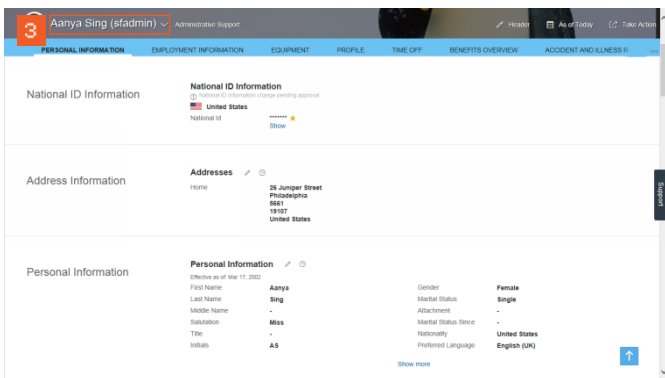 3
Aanya Sing (sfadmin) Administrative Support
Header As of Today Take Action
PERSONAL INFORMATION EMPLOYMENT INFORMATION EQUIPMENT PROFILE TIME OFF BENEFITS OVERVIEW ACCIDENT AND ILLNESS R ...
National ID Information
National ID Information
National ID information change pending approval
United States
National Id ******* 
Show
Address Information
Addresses
Home 26 Juniper Street
Philadelphia
5661
19107
United States
Support
Personal Information
Personal Information
Effective as of: Mar 17, 2002
First Name Aanya Gender Female
Last Name Sing Marital Status Single
Middle Name - Attachment -
Salutation Miss Marital Status Since -
Title - Nationality United States
Initials A S Preferred Language English (UK)
Show more